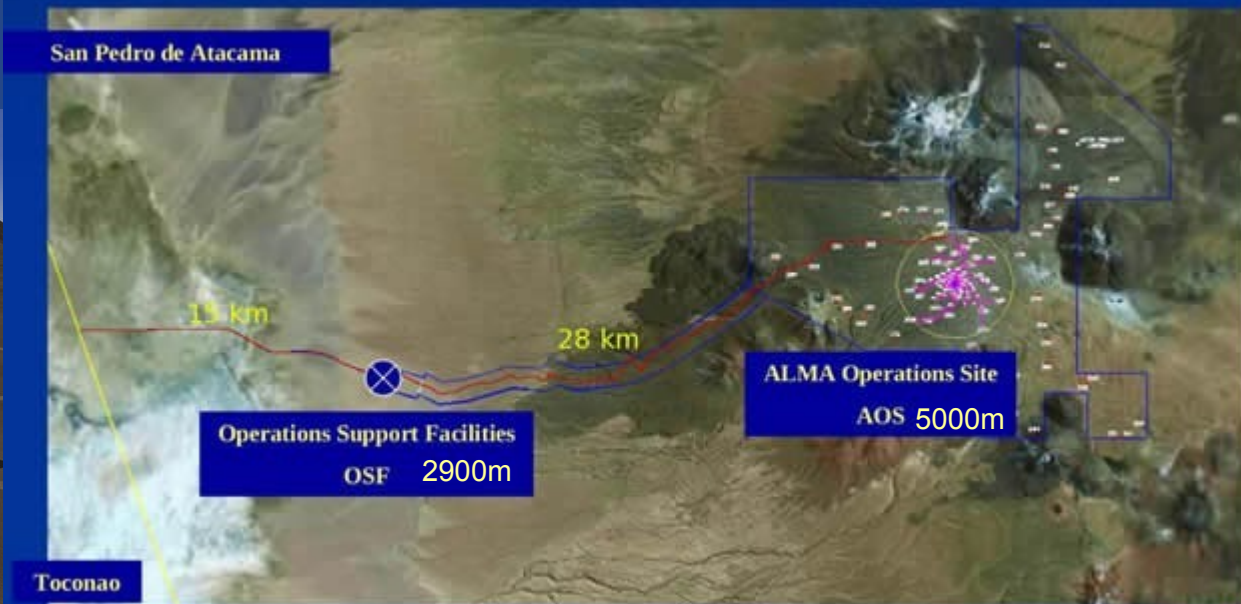 San Pedro de Atacama
15 km
28 km
ALMA Operations Site
AOS 5000m
Operations Support Facilities
OSF 2900m
Toconao